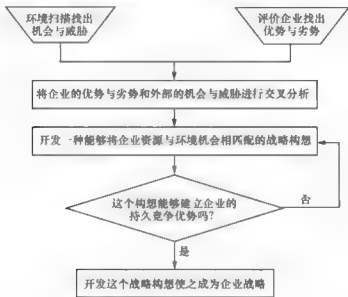 环境扫描找出
机会与威胁
评价企业找出
优势与劣势
将企业的优势与劣势和外部的机会与威胁进行交叉分析
开发一种能够将企业资源与环境机会相匹配的战略构想
这个构想能够建立企业的
持久竞争优势吗?
否
是
开发这个战略构想使之成为企业战略